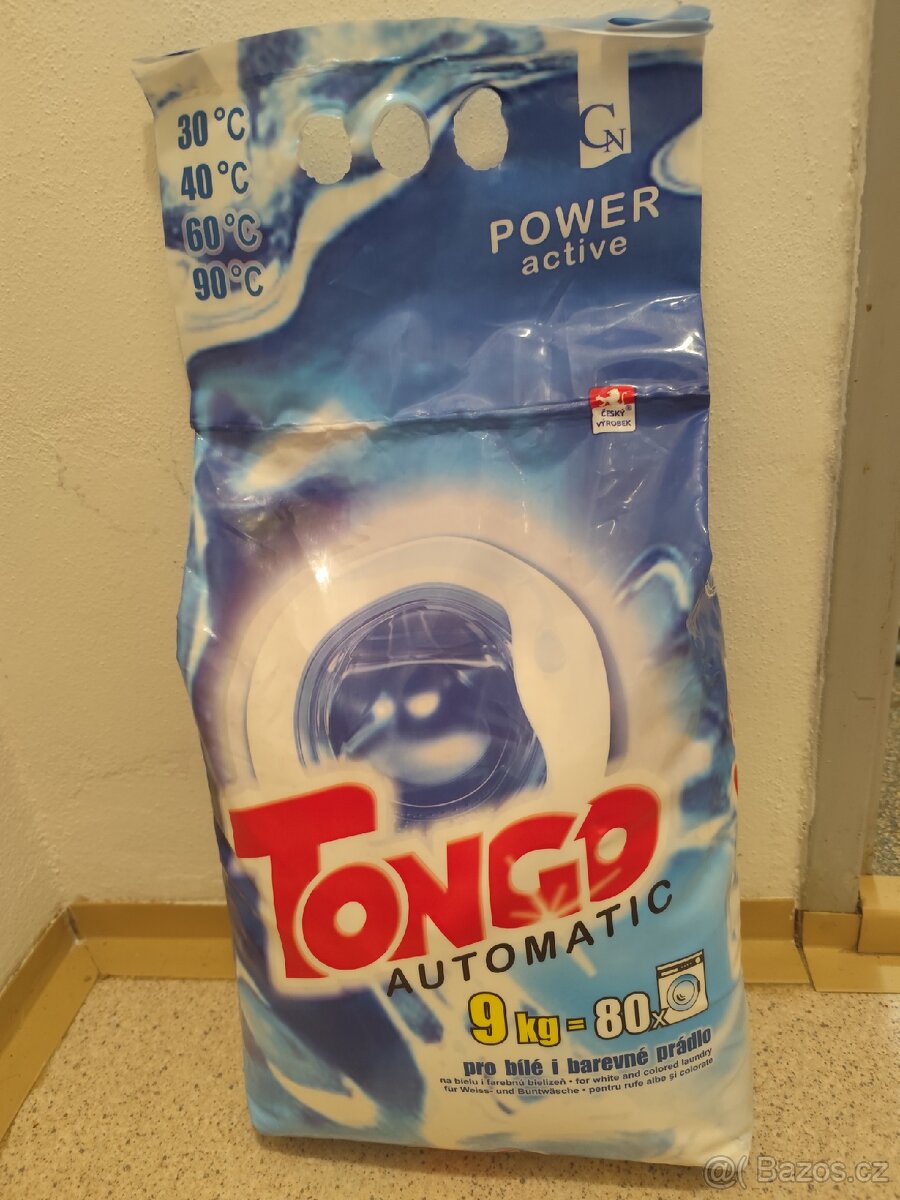 30 °C
40 °C
60 °C
90 °C
CN
POWER
active
ČESKÝ®
VÝROBEK
TONGO
AUTOMATIC
9 kg = 80x
pro bílé i barevné prádlo
na bielu i farebnú bielizeň • for white and colored laundry
für Weiss- und Buntwäsche • pentru rufe albe şi colorate
@( Bazos.cz